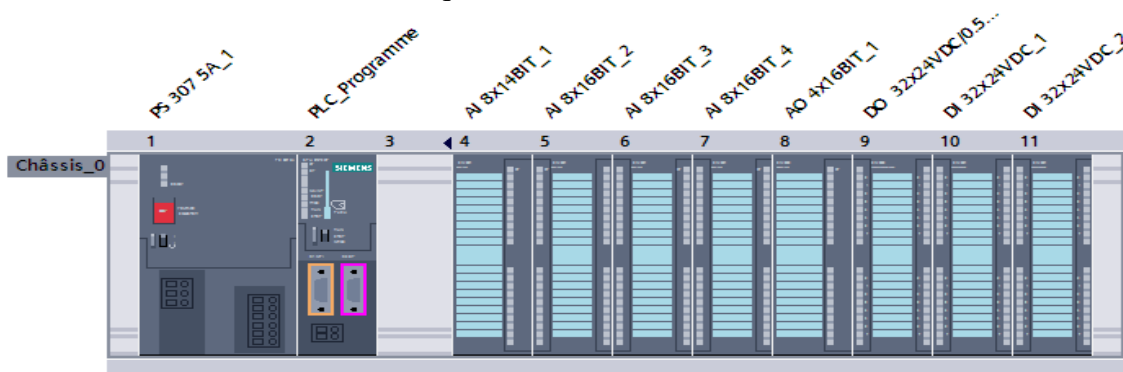 PS 307 5A_1
PLC_Programme
AI 8x14BIT_1
AI 8x16BIT_2
AI 8x16BIT_3
AI 8x16BIT_4
AO 4x16BIT_1
DO 32x24VDC/0.5...
DI 32x24VDC_1
DI 32x24VDC_2
1 2 3 4 5 6 7 8 9 10 11
Châssis_0
SIEMENS